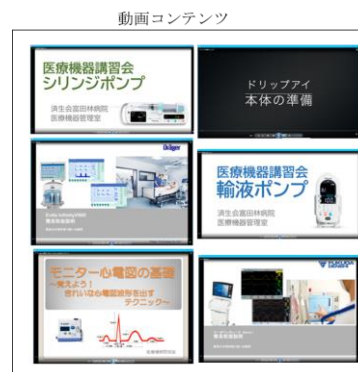 動画コンテンツ
医療機器講習会
シリンジポンプ
済生会富田林病院
医療機器管理室
ドリップアイ
本体の準備
Dräger
医療機器講習会
輸液ポンプ
済生会富田林病院
医療機器管理室
モニター心電図の基礎
～覚えよう!
きれいな心電図波形を出す
テクニック～
FUKUDA
DENSHI